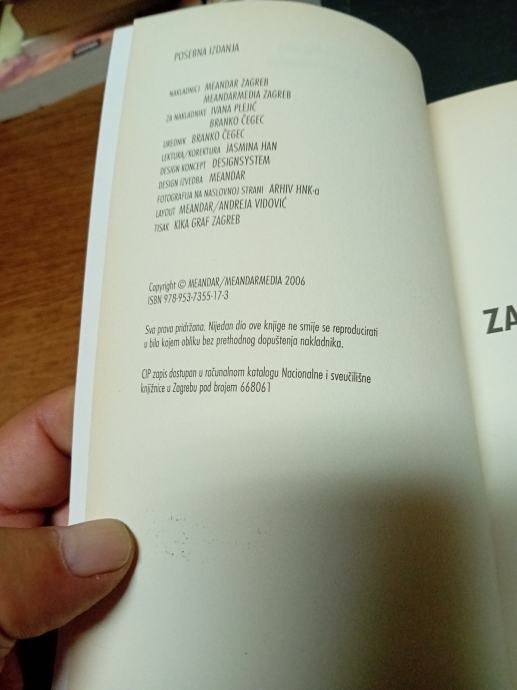 POSEBNA IZDANJA
NAKLADNICI MEANDAR ZAGREB
MEANDARMEDIA ZAGREB
ZA NAKLADNIKE IVANA PLEJIĆ
BRANKO ČEGEC
UREDNIK BRANKO ČEGEC
LEKTURA/KOREKTURA JASMINA HAN
DESIGN KONCEPT DESIGNSYSTEM
DESIGN IZVEDBA MEANDAR
FOTOGRAFIJA NA NASLOVNOJ STRANI ARHIV HNK-a
LAYOUT MEANDAR/ANDREJA VIDOVIĆ
TISAK KIKA GRAF ZAGREB
Copyright © MEANDAR/MEANDARMEDIA 2006
ISBN 978-953-7355-17-3
Sva prava pridržana. Nijedan dio ove knjige ne smije se reproducirati
u bilo kojem obliku bez prethodnog dopuštenja nakladnika.
CIP zapis dostupan u računalnom katalogu Nacionalne i sveučilišne
knjižnice u Zagrebu pod brojem 668061
ZA